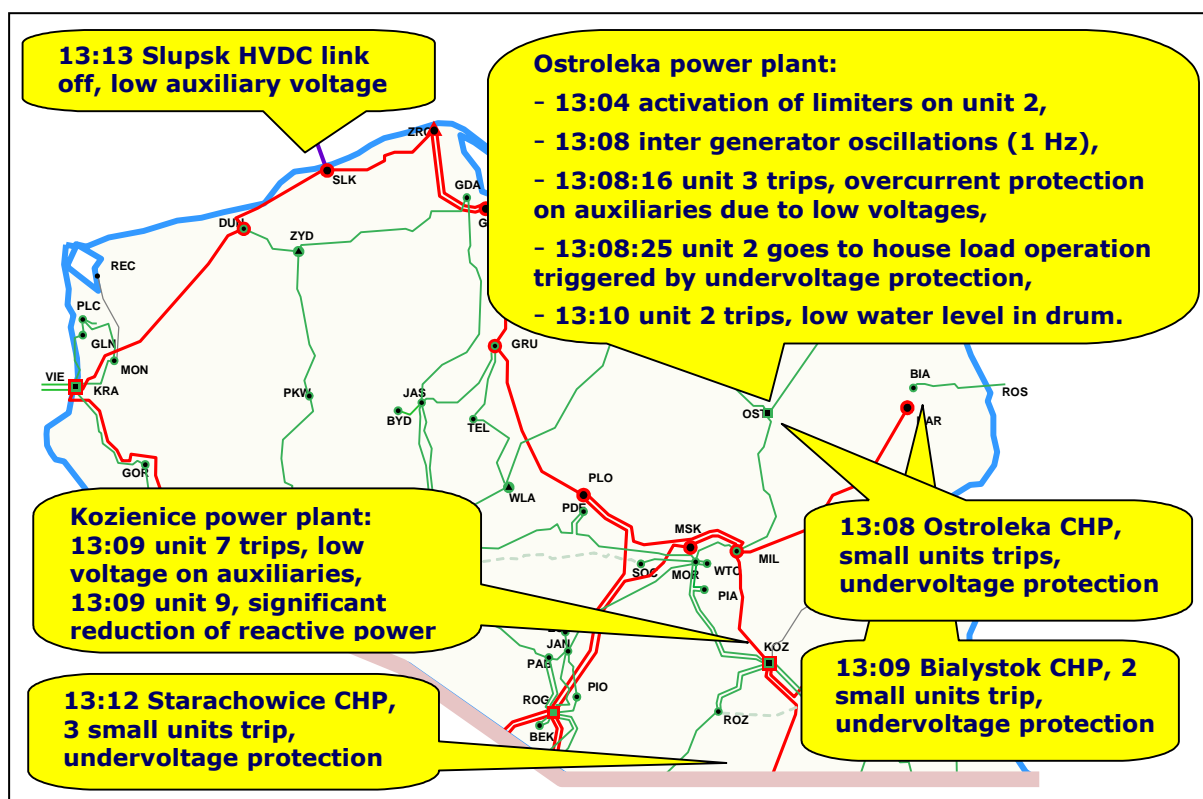 13:13 Slupsk HVDC link
off, low auxiliary voltage
Ostroleka power plant:
- 13:04 activation of limiters on unit 2,
- 13:08 inter generator oscillations (1 Hz),
- 13:08:16 unit 3 trips, overcurrent protection
on auxiliaries due to low voltages,
- 13:08:25 unit 2 goes to house load operation
triggered by undervoltage protection,
- 13:10 unit 2 trips, low water level in drum.
SLK
GDA
DUN
ZYD
REC
PLC
GLN
MON
VIE
KRA
GRU
PKW
JAS
BYD
TEL
BIA
ROS
OST
GOR
WLA
PLO
MSK
SOC
MOR
WTC
PIA
MIL
Kozienice power plant:
13:09 unit 7 trips, low
voltage on auxiliaries,
13:09 unit 9, significant
reduction of reactive power
13:08 Ostroleka CHP,
small units trips,
undervoltage protection
JAN
PAB
PIO
ROG
BEK
KOZ
ROZ
13:12 Starachowice CHP,
3 small units trip,
undervoltage protection
13:09 Bialystok CHP, 2
small units trip,
undervoltage protection